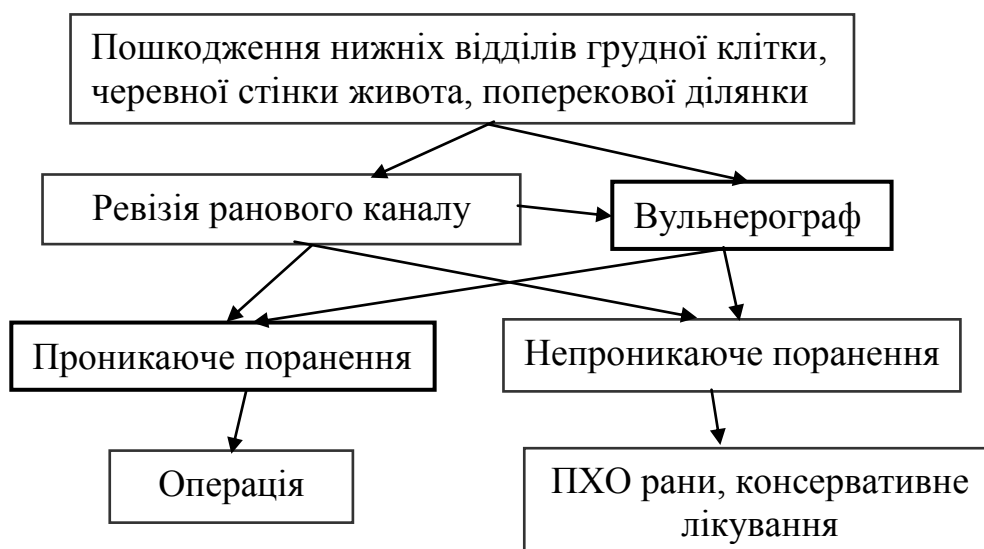 Пошкодження нижніх відділів грудної клітки,
черевної стінки живота, поперекової ділянки
Ревізія ранового каналу
Вульнерограф
Проникаюче поранення
Непроникаюче поранення
Операція
ПХО рани, консервативне
лікування